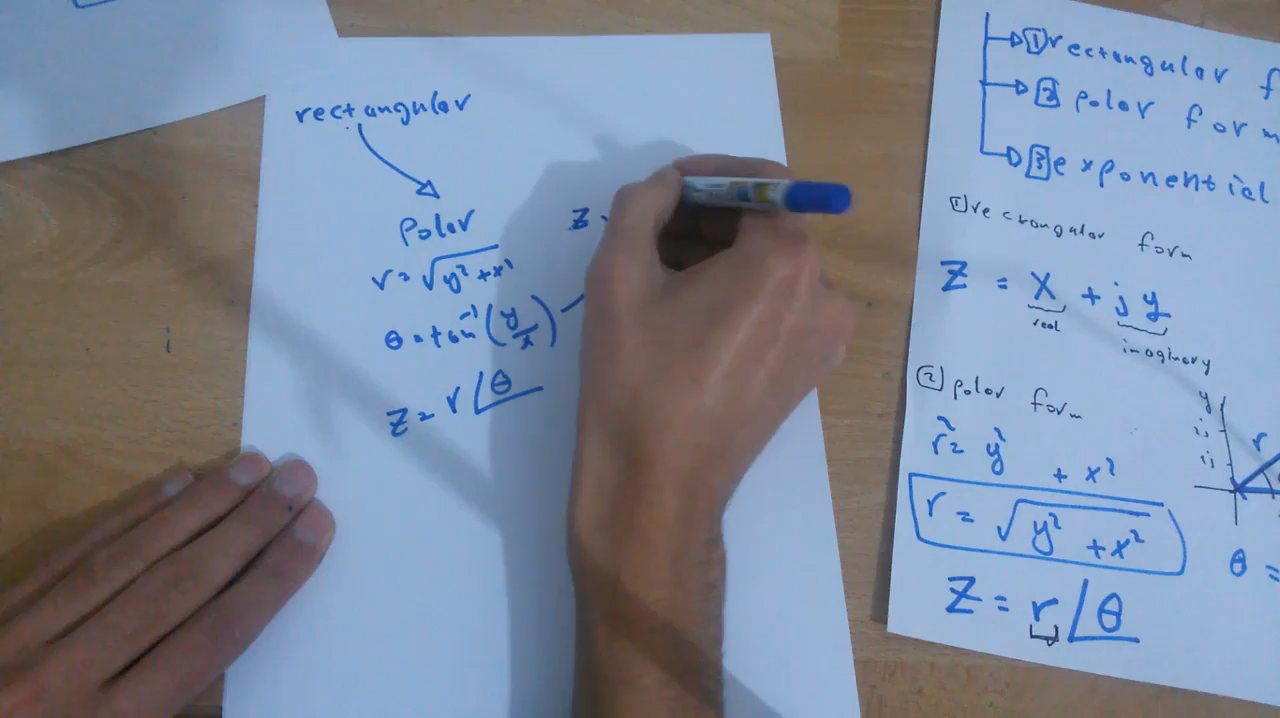 rectangular
Polar
r = √y² + x²
θ = tan⁻¹ (y/x)
z = r∠θ
z =
→ 1 rectangular f
→ 2 polar form
→ 3 exponential
1 rectangular form
Z = x + j y
real
imaginary
2 polar form
r² = y² + x²
y
r
r = √y² + x²
θ =
Z = r∠θ